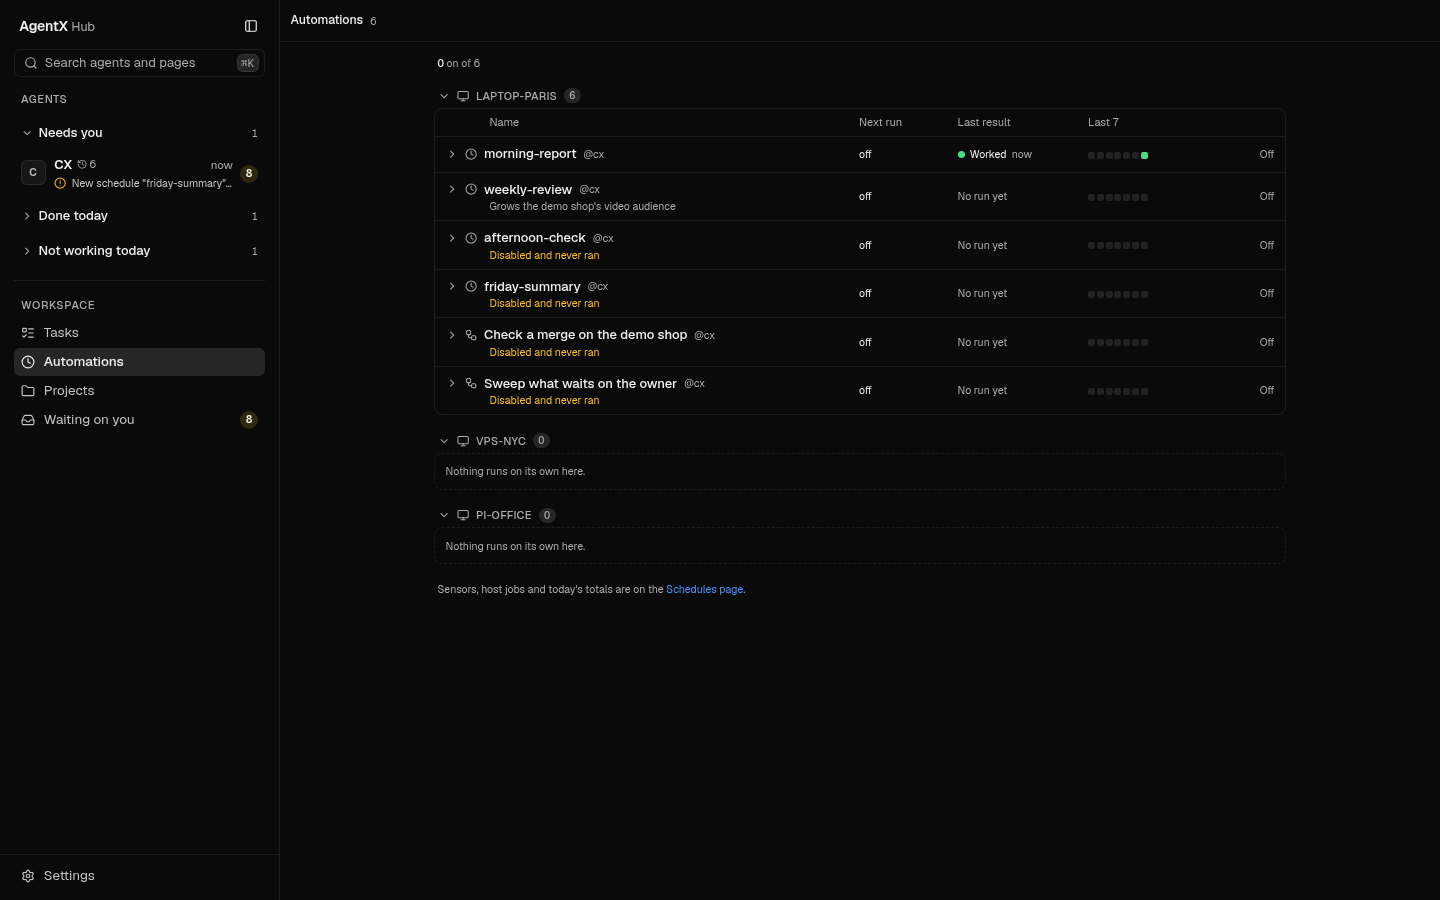 AgentX Hub
Search agents and pages ⌘K
AGENTS
Needs you 1
C CX 6 now 8
New schedule "friday-summary"...
Done today 1
Not working today 1
WORKSPACE
Tasks
Automations
Projects
Waiting on you 8
Settings
Automations 6
0 on of 6
LAPTOP-PARIS 6
Name Next run Last result Last 7
morning-report @cx off Worked now Off
weekly-review @cx off No run yet Off
Grows the demo shop's video audience
afternoon-check @cx off No run yet Off
Disabled and never ran
friday-summary @cx off No run yet Off
Disabled and never ran
Check a merge on the demo shop @cx off No run yet Off
Disabled and never ran
Sweep what waits on the owner @cx off No run yet Off
Disabled and never ran
VPS-NYC 0
Nothing runs on its own here.
PI-OFFICE 0
Nothing runs on its own here.
Sensors, host jobs and today's totals are on the Schedules page.